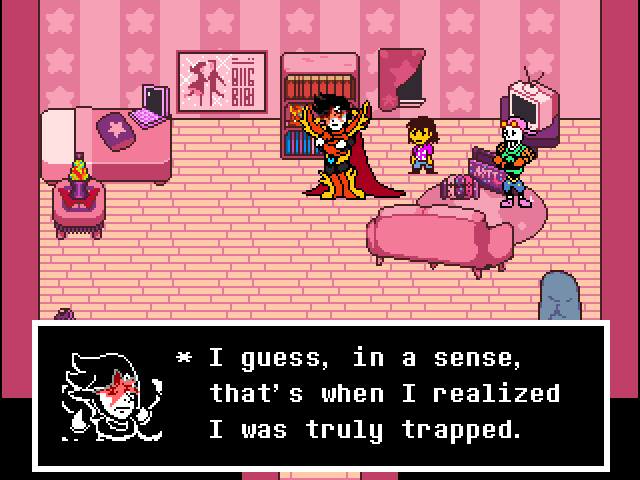 * I guess, in a sense,
that's when I realized
I was truly trapped.